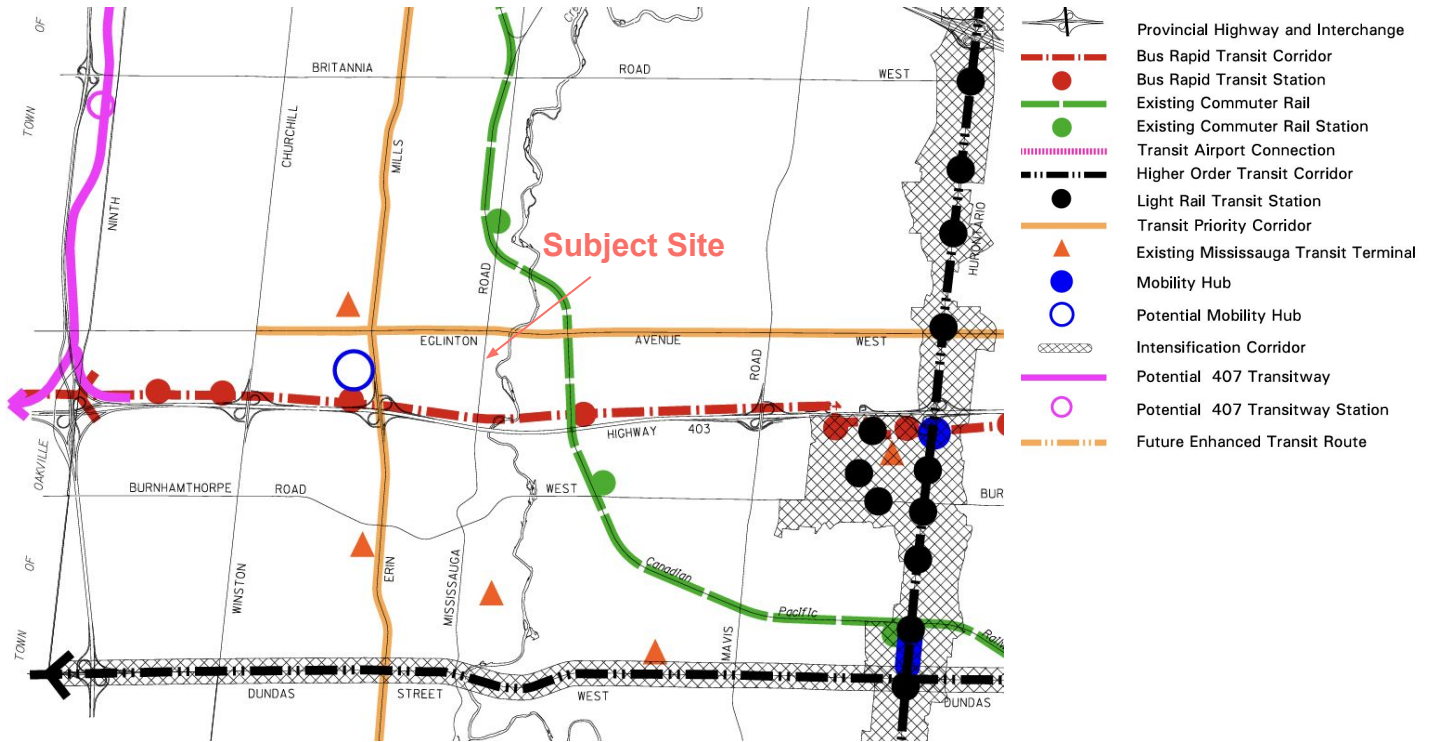 OF
TOWN
BRITANNIA
ROAD
WEST
CHURCHILL
MILLS
NINTH
HURONTARIO
Subject Site
ROAD
EGLINTON
AVENUE
WEST
ROAD
HIGHWAY
403
OAKVILLE
BURNHAMTHORPE
ROAD
WEST
BUR
OF
WINSTON
ERIN
MISSISSAUGA
Canadian
Pacific
TOWN
MAVIS
DUNDAS
STREET
WEST
DUNDAS
Provincial Highway and Interchange
Bus Rapid Transit Corridor
Bus Rapid Transit Station
Existing Commuter Rail
Existing Commuter Rail Station
Transit Airport Connection
Higher Order Transit Corridor
Light Rail Transit Station
Transit Priority Corridor
Existing Mississauga Transit Terminal
Mobility Hub
Potential Mobility Hub
Intensification Corridor
Potential 407 Transitway
Potential 407 Transitway Station
Future Enhanced Transit Route